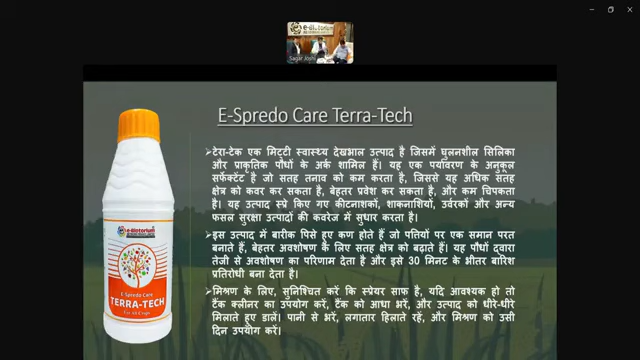 Sagar Joshi
E-Spredo Care Terra-Tech
➢टेरा-टेक एक मिटटी स्वास्थ्य देखभाल उत्पाद है जिसमें घुलनशील सिलिका
और प्राकृतिक पौधों के अर्क शामिल हैं। यह एक पर्यावरण के अनुकूल
सर्फेक्टेंट है जो सतह तनाव को कम करता है, जिससे यह अधिक सतह
क्षेत्र को कवर कर सकता है, बेहतर प्रवेश कर सकता है, और कम चिपकता
है। यह उत्पाद स्प्रे किए गए कीटनाशकों, शाकनाशियों, उर्वरकों और अन्य
फसल सुरक्षा उत्पादों की कवरेज में सुधार करता है।
➢इस उत्पाद में बारीक पिसे हुए कण होते हैं जो पत्तियों पर एक समान परत
बनाते हैं, बेहतर अवशोषण के लिए सतह क्षेत्र को बढ़ाते हैं। यह पौधों द्वारा
तेजी से अवशोषण का परिणाम देता है और इसे 30 मिनट के भीतर बारिश
प्रतिरोधी बना देता है।
➢मिश्रण के लिए, सुनिश्चित करें कि स्प्रेयर साफ है, यदि आवश्यक हो तो
टैंक क्लीनर का उपयोग करें, टैंक को आधा भरें, और उत्पाद को धीरे-धीरे
मिलाते हुए डालें। पानी से भरें, लगातार हिलाते रहें, और मिश्रण को उसी
दिन उपयोग करें।
e-Biotorium
E Spredo Care
TERRA-TECH
For All Crops